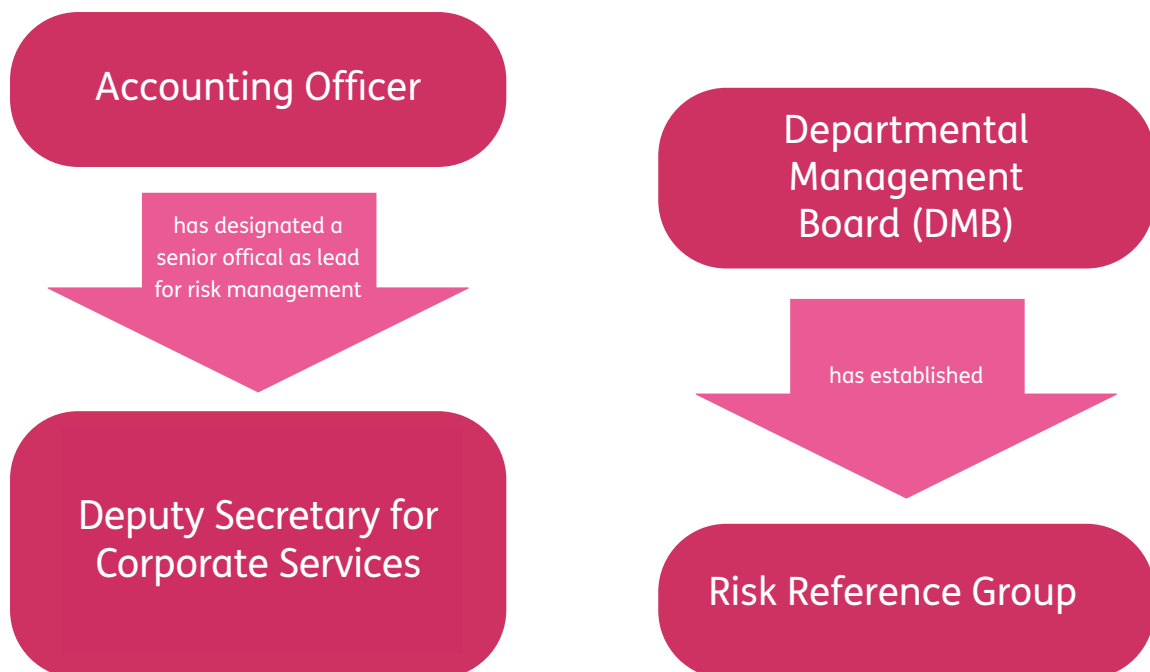 Accounting Officer
has designated a
senior offical as lead
for risk management
Deputy Secretary for
Corporate Services
Departmental
Management
Board (DMB)
has established
Risk Reference Group